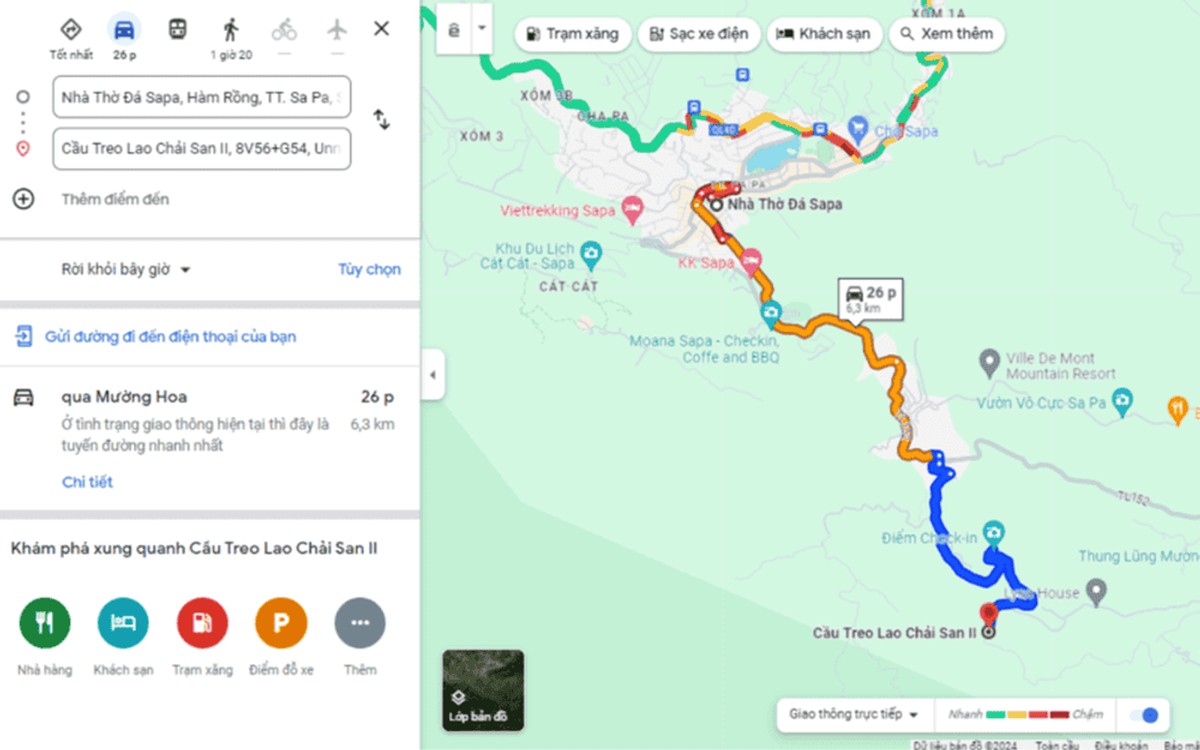 Tốt nhất
26 p
1 giờ 20
Nhà Thờ Đá Sapa, Hàm Rồng, TT. Sa Pa,
Cầu Treo Lao Chải San II, 8V56+G54, Unn
Thêm điểm đến
Rời khỏi bây giờ
Tùy chọn
Gửi đường đi đến điện thoại của bạn
qua Mường Hoa
26 p
Ở tình trạng giao thông hiện tại thì đây là
6,3 km
tuyến đường nhanh nhất
Chi tiết
Khám phá xung quanh Cầu Treo Lao Chải San II
P
Nhà hàng
Khách sạn
Trạm xăng
Điểm đỗ xe
Thêm
Trạm xăng
Sạc xe điện
Khách sạn
Xem thêm
XÓM 1A
XÓM 3B
CHA PA
XÓM 3
QL4D
Chợ Sapa
PA
Nhà Thờ Đá Sapa
Viettrekking Sapa
Khu Du Lịch
Cát Cát - Sapa
CÁT CÁT
KK Sapa
26 p
6,3 km
Moana Sapa - Checkin,
Coffe and BBQ
Ville De Mont
Mountain Resort
Vườn Vô Cực Sa Pa
TL152
Điểm Check-in
Thung Lũng Mườn
House
Cầu Treo Lao Chải San II
Lớp bản đồ
Giao thông trực tiếp
Nhanh
Chậm
Dữ liệu bản đồ ©2024
Toàn cầu
Điều khoản